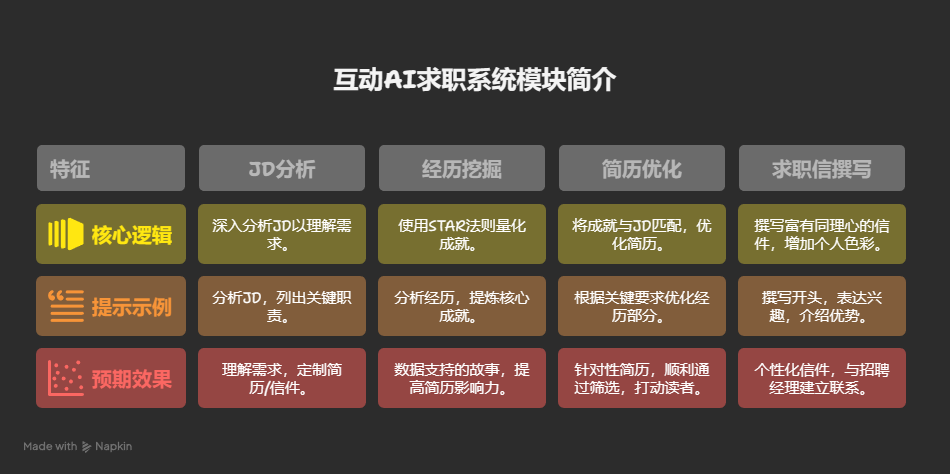 互动AI求职系统模块简介
特征
JD分析
经历挖掘
简历优化
求职信撰写
核心逻辑
深入分析JD以理解需
求。
使用STAR法则量化
成就。
将成就与JD匹配，优
化简历。
撰写富有同理心的信
件，增加个人色彩。
提示示例
分析JD，列出关键职
责。
分析经历，提炼核心
成就。
根据关键要求优化经
历部分。
撰写开头，表达兴
趣，介绍优势。
预期效果
理解需求，定制简
历/信件。
数据支持的故事，提
高简历影响力。
针对性简历，顺利通
过筛选，打动读者。
个性化信件，与招聘
经理建立联系。
Made with Napkin